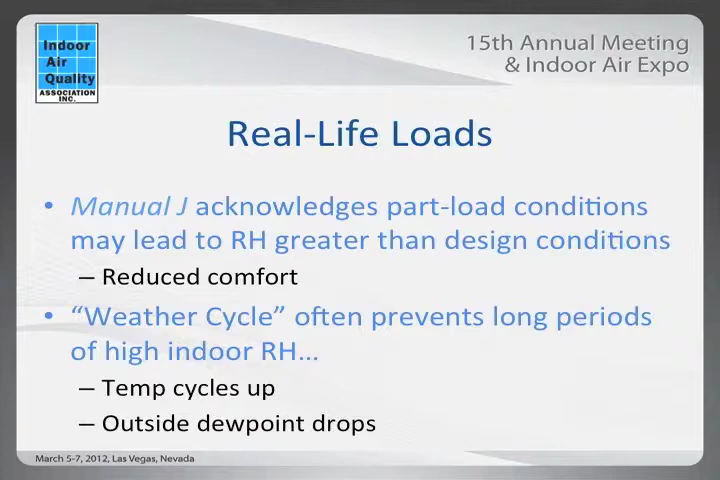 Indoor
Air
Quality
ASSOCIATION
INC.
15th Annual Meeting
& Indoor Air Expo
Real-Life Loads
• Manual J acknowledges part-load conditions
may lead to RH greater than design conditions
– Reduced comfort
• “Weather Cycle” often prevents long periods
of high indoor RH…
– Temp cycles up
– Outside dewpoint drops
March 5-7, 2012, Las Vegas, Nevada